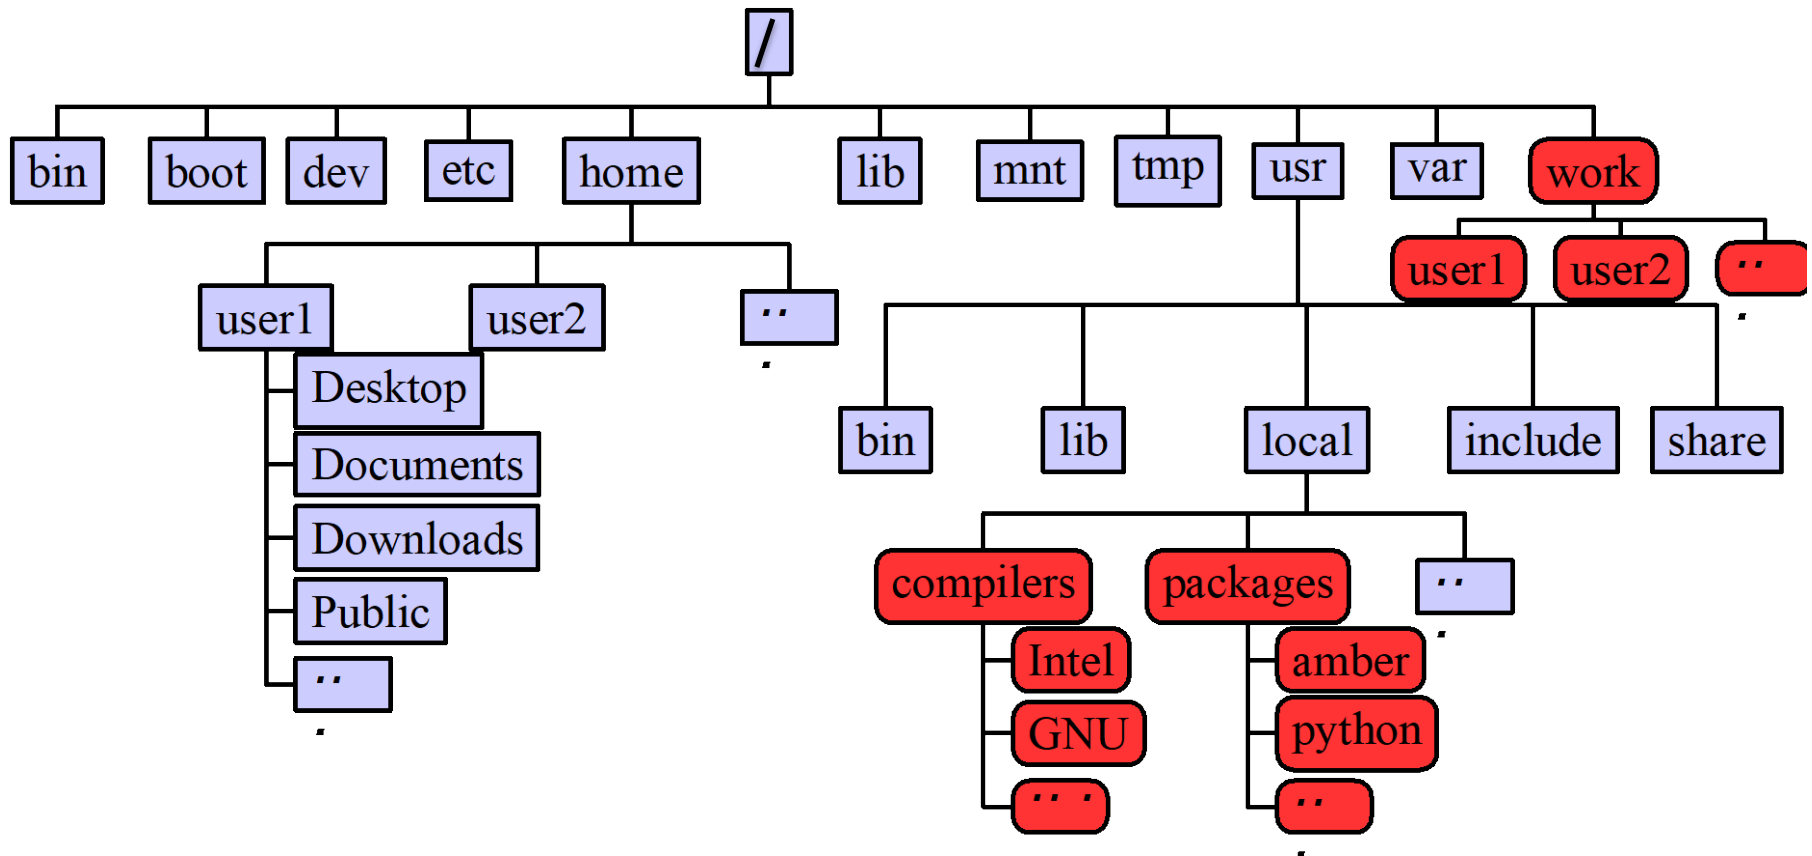 /
bin boot dev etc home lib mnt tmp usr var work
user1 user2 ...
user1 user2 ...
Desktop
Documents
Downloads
Public
...
bin lib local include share
compilers packages ...
Intel
GNU
...
amber
python
...